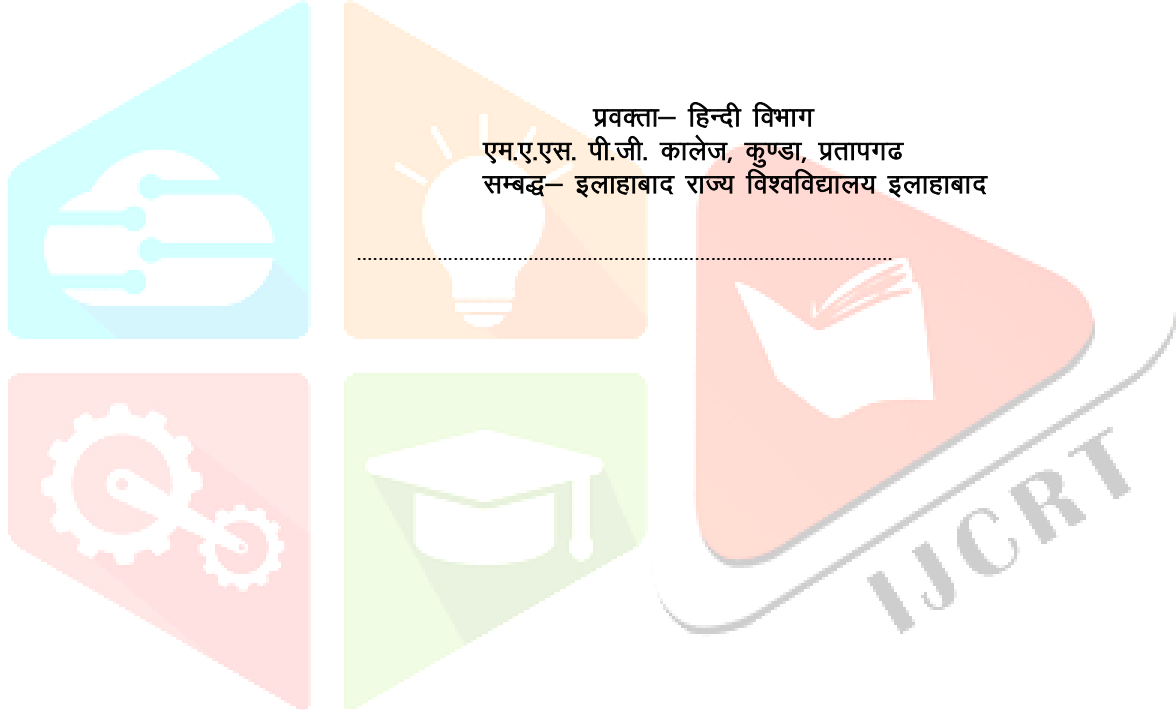 प्रवक्ता– हिन्दी विभाग
एम.ए.एस. पी.जी. कालेज, कुण्डा, प्रतापगढ
सम्बद्ध– इलाहाबाद राज्य विश्वविद्यालय इलाहाबाद
IJCRT